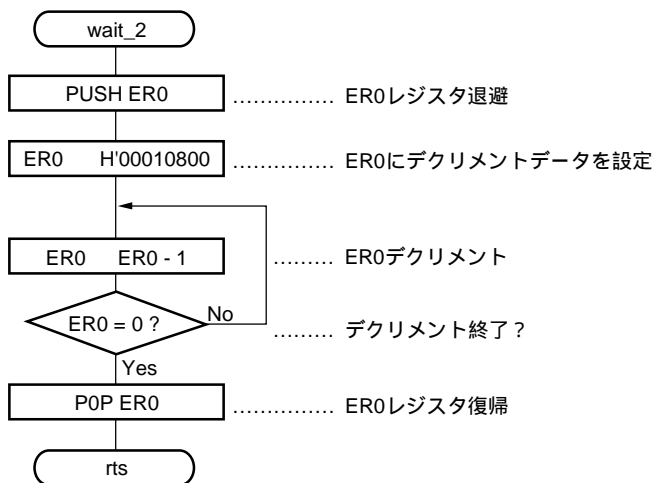 wait_2
PUSH ER0 ............... ER0レジスタ退避
ER0 H'00010800 ............... ER0にデクリメントデータを設定
ER0 ER0 - 1 ......... ER0デクリメント
ER0 = 0 ? No ......... デクリメント終了？
Yes
P0P ER0 ............... ER0レジスタ復帰
rts